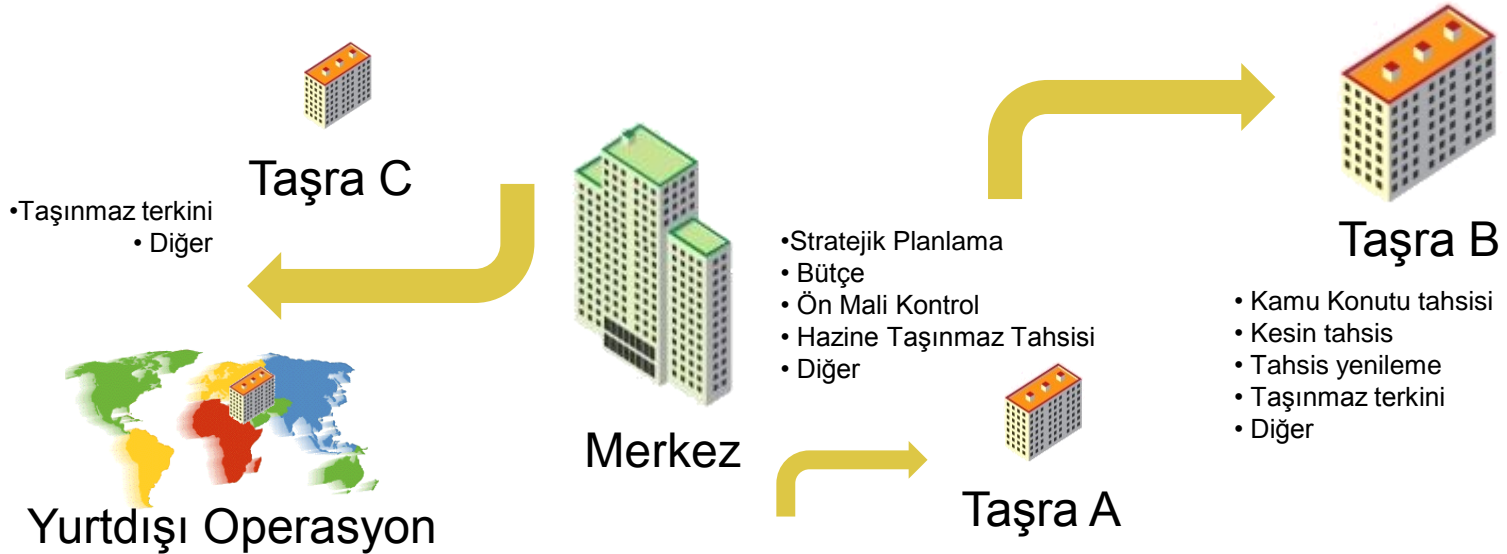 Taşra C
•Taşınmaz terkini
• Diğer
Yurtdışı Operasyon
Merkez
•Stratejik Planlama
• Bütçe
• Ön Mali Kontrol
• Hazine Taşınmaz Tahsisi
• Diğer
Taşra A
Taşra B
• Kamu Konutu tahsisi
• Kesin tahsis
• Tahsis yenileme
• Taşınmaz terkini
• Diğer